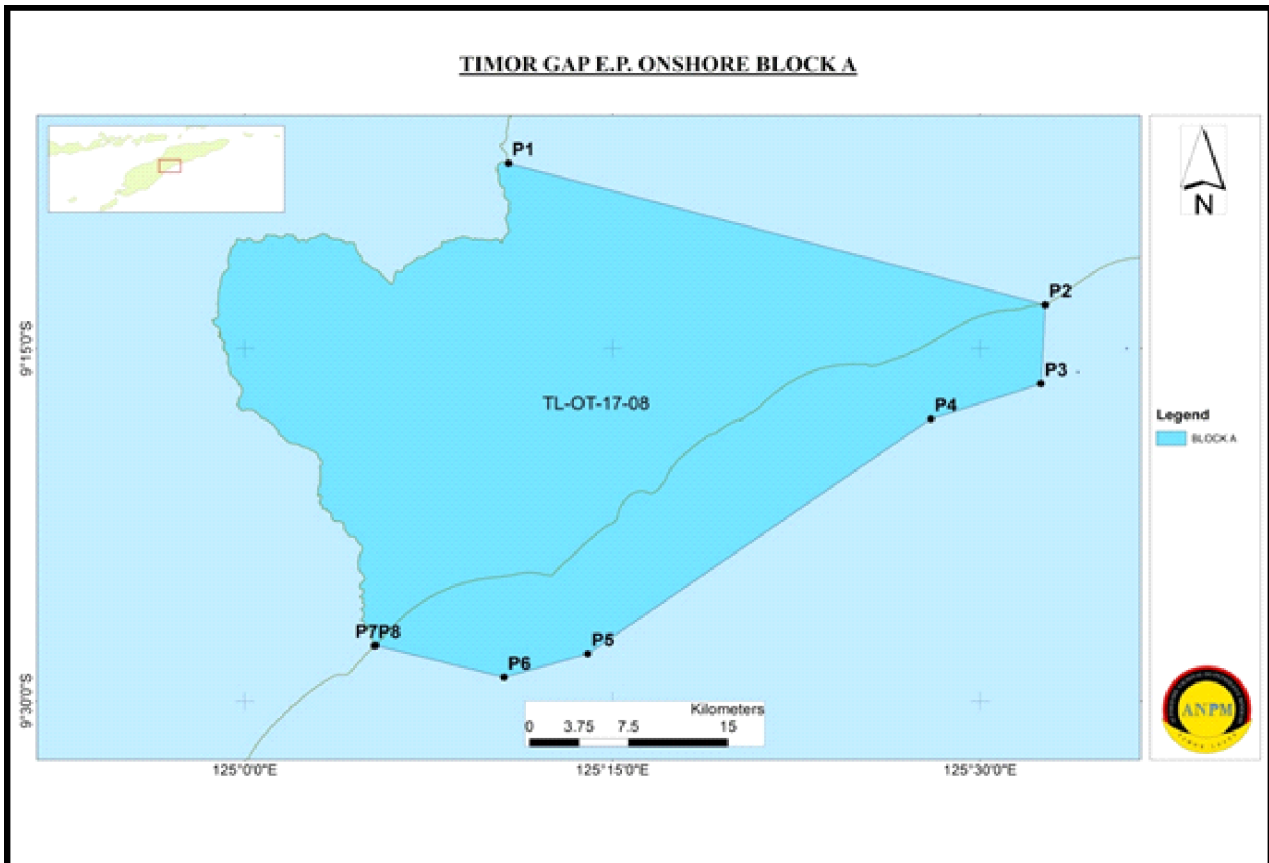 TIMOR GAP E.P. ONSHORE BLOCK A
P1
N
P2
9°15'0"S
P3
TL-OT-17-08
P4
Legend
BLOCK A
P7P8
P5
P6
9°30'0"S
Kilometers
0 3.75 7.5 15
ANPM
125°0'0"E 125°15'0"E 125°30'0"E